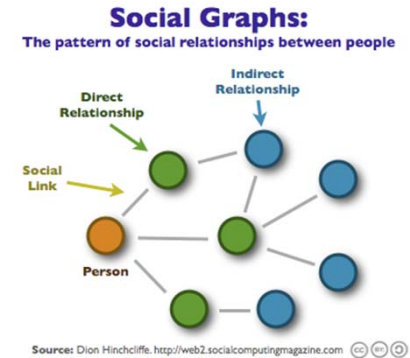 Social Graphs:
The pattern of social relationships between people
Indirect
Relationship
Direct
Relationship
Social
Link
Person
Source: Dion Hinchcliffe. http://web2.socialcomputingmagazine.com